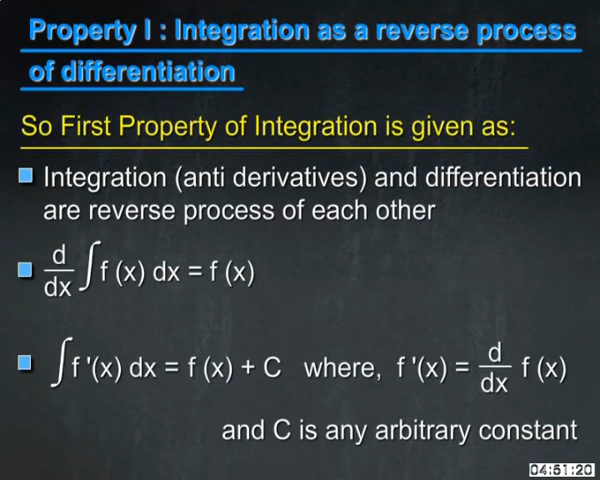 Property I : Integration as a reverse process
of differentiation
So First Property of Integration is given as:
Integration (anti derivatives) and differentiation
are reverse process of each other
d/dx ∫f (x) dx = f (x)
∫f '(x) dx = f (x) + C where, f '(x) = d/dx f (x)
and C is any arbitrary constant
04:51:20